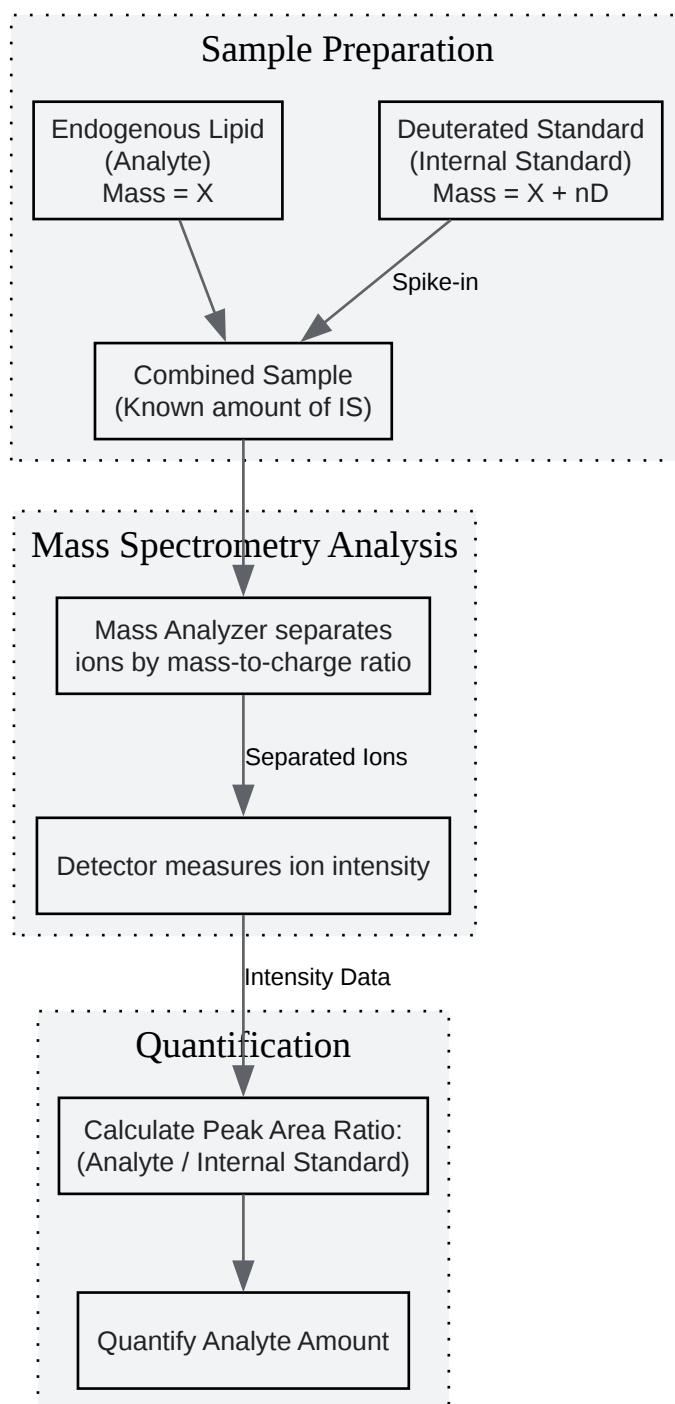 Sample Preparation
Endogenous Lipid
(Analyte)
Mass = X
Deuterated Standard
(Internal Standard)
Mass = X + nD
Spike-in
Combined Sample
(Known amount of IS)
Mass Spectrometry Analysis
Mass Analyzer separates
ions by mass-to-charge ratio
Separated Ions
Detector measures ion intensity
Intensity Data
Quantification
Calculate Peak Area Ratio:
(Analyte / Internal Standard)
Quantify Analyte Amount